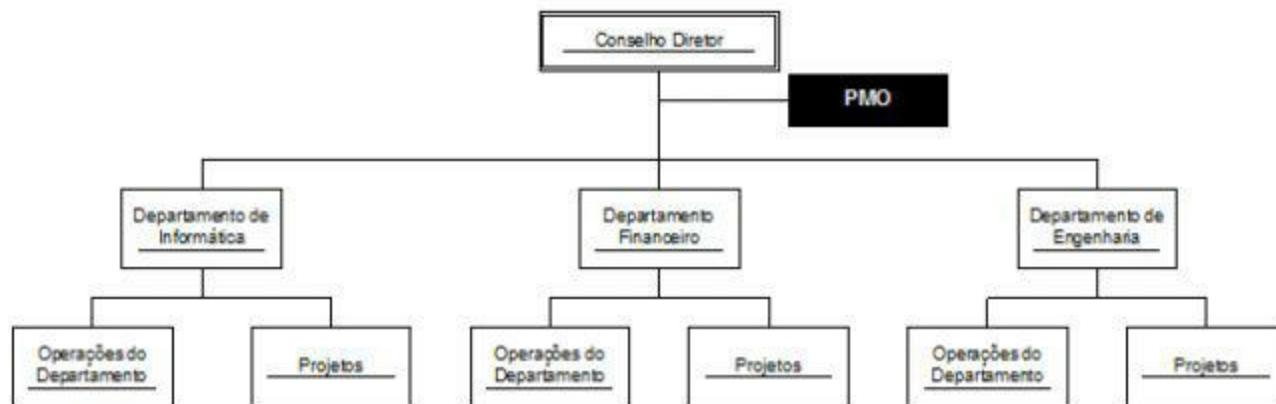 Conselho Diretor
PMO
Departamento de
Informática
Departamento
Financeiro
Departamento de
Engenharia
Operações do
Departamento
Projetos
Operações do
Departamento
Projetos
Operações do
Departamento
Projetos